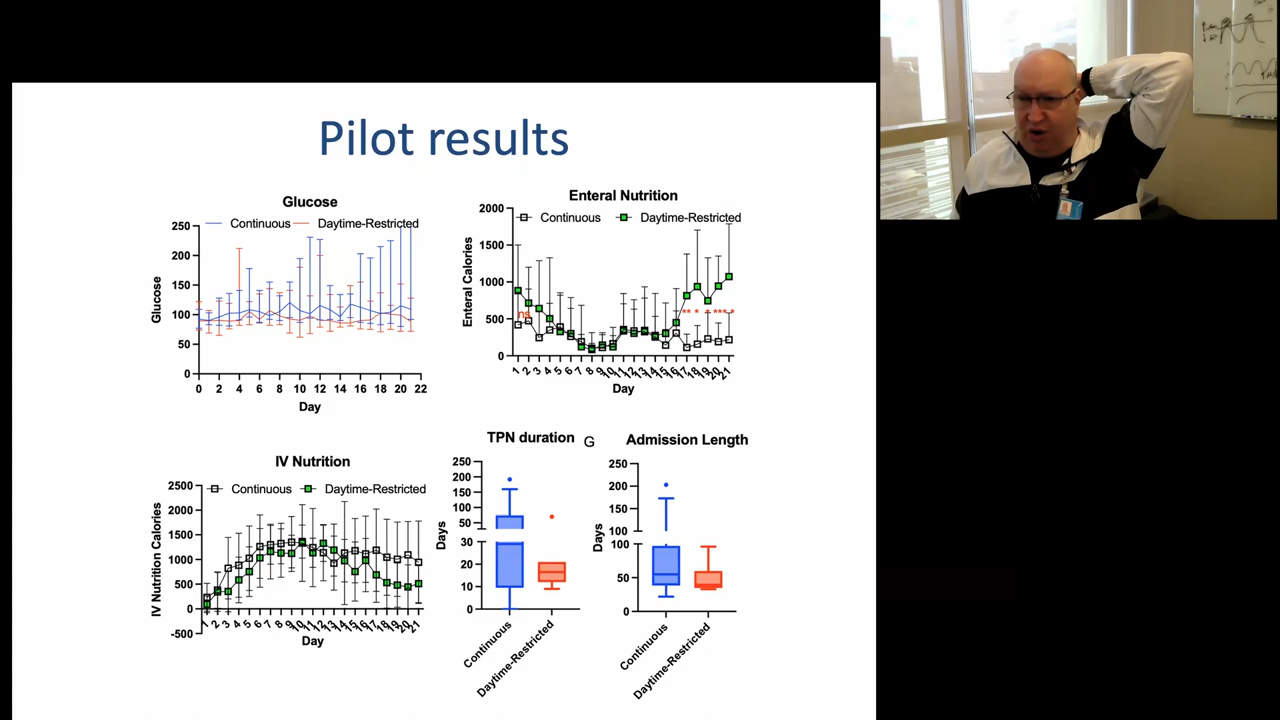 Pilot results
Glucose
Continuous Daytime-Restricted
250
200
150
100
50
0
Glucose
0 2 4 6 8 10 12 14 16 18 20 22
Day
Enteral Nutrition
Continuous Daytime-Restricted
2000
1500
1000
500
0
Enteral Calories
ns
** * * *** *
1 2 3 4 5 6 7 8 9 10 11 12 13 14 15 16 17 18 19 20 21
Day
IV Nutrition
Continuous Daytime-Restricted
2500
2000
1500
1000
500
0
-500
IV Nutrition Calories
1 2 3 4 5 6 7 8 9 10 11 12 13 14 15 16 17 18 19 20 21
Day
TPN duration
G
250
200
150
100
50
30
20
10
0
Days
Continuous
Daytime-Restricted
Admission Length
250
200
150
100
100
50
0
Days
Continuous
Daytime-Restricted